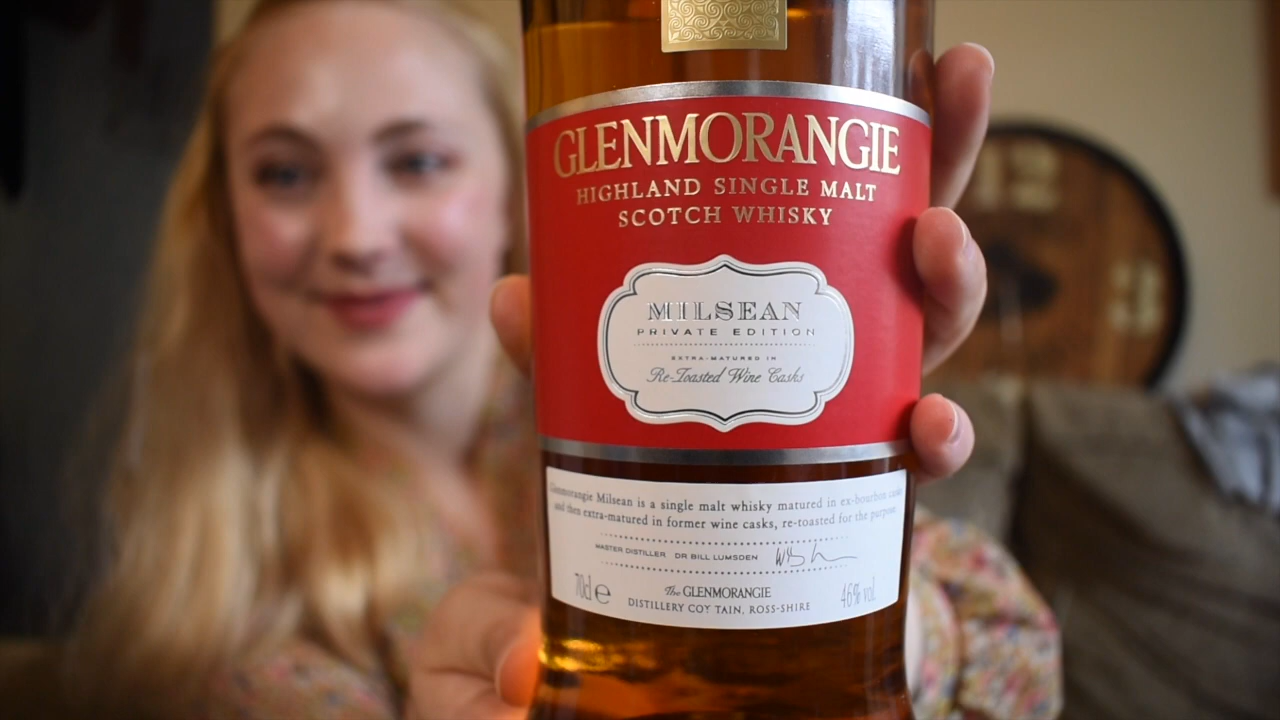 GLENMORANGIE
HIGHLAND SINGLE MALT
SCOTCH WHISKY
MILSEAN
PRIVATE EDITION
EXTRA-MATURED IN
Re-Toasted Wine Casks
Glenmorangie Milsean is a single malt whisky matured in ex-bourbon casks
and then extra-matured in former wine casks, re-toasted for the purpose.
MASTER DISTILLER DR BILL LUMSDEN
70cl e
The GLENMORANGIE
DISTILLERY COY TAIN, ROSS-SHIRE
46% vol
12
3